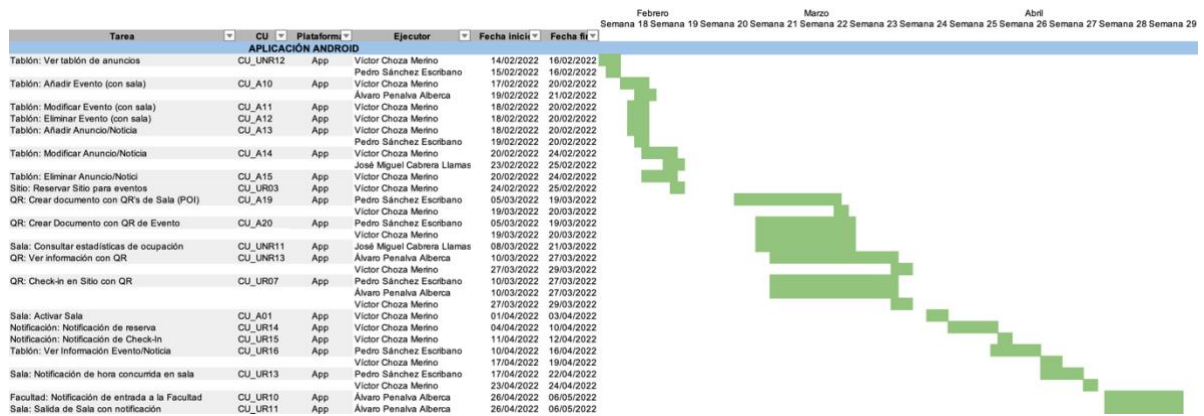 Febrero Marzo Abril
Semana 18 Semana 19 Semana 20 Semana 21 Semana 22 Semana 23 Semana 24 Semana 25 Semana 26 Semana 27 Semana 28 Semana 29
Tarea CU Plataforma Ejecutor Fecha inicio Fecha fin
APLICACIÓN ANDROID
Tablón: Ver tablón de anuncios CU_UNR12 App Víctor Choza Merino 14/02/2022 16/02/2022
Pedro Sánchez Escribano 15/02/2022 16/02/2022
Tablón: Añadir Evento (con sala) CU_A10 App Víctor Choza Merino 17/02/2022 20/02/2022
Álvaro Penalva Alberca 19/02/2022 21/02/2022
Tablón: Modificar Evento (con sala) CU_A11 App Víctor Choza Merino 18/02/2022 20/02/2022
Tablón: Eliminar Evento (con sala) CU_A12 App Víctor Choza Merino 18/02/2022 20/02/2022
Tablón: Añadir Anuncio/Noticia CU_A13 App Víctor Choza Merino 18/02/2022 20/02/2022
Pedro Sánchez Escribano 19/02/2022 20/02/2022
Tablón: Modificar Anuncio/Noticia CU_A14 App Víctor Choza Merino 20/02/2022 24/02/2022
José Miguel Cabrera Llamas 23/02/2022 25/02/2022
Tablón: Eliminar Anuncio/Notici CU_A15 App Víctor Choza Merino 20/02/2022 24/02/2022
Sitio: Reservar Sitio para eventos CU_UR03 App Víctor Choza Merino 24/02/2022 25/02/2022
QR: Crear documento con QR's de Sala (POI) CU_A19 App Pedro Sánchez Escribano 05/03/2022 19/03/2022
Víctor Choza Merino 19/03/2022 20/03/2022
QR: Crear Documento con QR de Evento CU_A20 App Pedro Sánchez Escribano 05/03/2022 19/03/2022
Víctor Choza Merino 19/03/2022 20/03/2022
Sala: Consultar estadísticas de ocupación CU_UNR11 App José Miguel Cabrera Llamas 08/03/2022 21/03/2022
QR: Ver información con QR CU_UNR13 App Álvaro Penalva Alberca 10/03/2022 27/03/2022
Víctor Choza Merino 27/03/2022 29/03/2022
QR: Check-in en Sitio con QR CU_UR07 App Pedro Sánchez Escribano 10/03/2022 27/03/2022
Álvaro Penalva Alberca 10/03/2022 27/03/2022
Víctor Choza Merino 27/03/2022 29/03/2022
Sala: Activar Sala CU_A01 App Víctor Choza Merino 01/04/2022 03/04/2022
Notificación: Notificación de reserva CU_UR14 App Víctor Choza Merino 04/04/2022 10/04/2022
Notificación: Notificación de Check-In CU_UR15 App Víctor Choza Merino 11/04/2022 12/04/2022
Tablón: Ver Información Evento/Noticia CU_UR16 App Pedro Sánchez Escribano 10/04/2022 16/04/2022
Víctor Choza Merino 17/04/2022 19/04/2022
Sala: Notificación de hora concurrida en sala CU_UR13 App Pedro Sánchez Escribano 17/04/2022 22/04/2022
Víctor Choza Merino 23/04/2022 24/04/2022
Facultad: Notificación de entrada a la Facultad CU_UR10 App Álvaro Penalva Alberca 26/04/2022 06/05/2022
Sala: Salida de Sala con notificación CU_UR11 App Álvaro Penalva Alberca 26/04/2022 06/05/2022